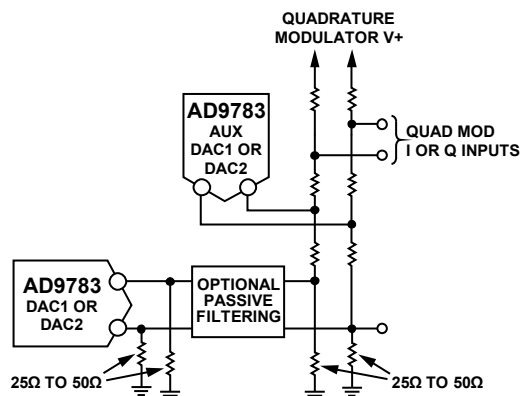 QUADRATURE
MODULATOR V+
AD9783
AUX
DAC1 OR
DAC2
QUAD MOD
I OR Q INPUTS
AD9783
DAC1 OR
DAC2
OPTIONAL
PASSIVE
FILTERING
25Ω TO 50Ω
25Ω TO 50Ω